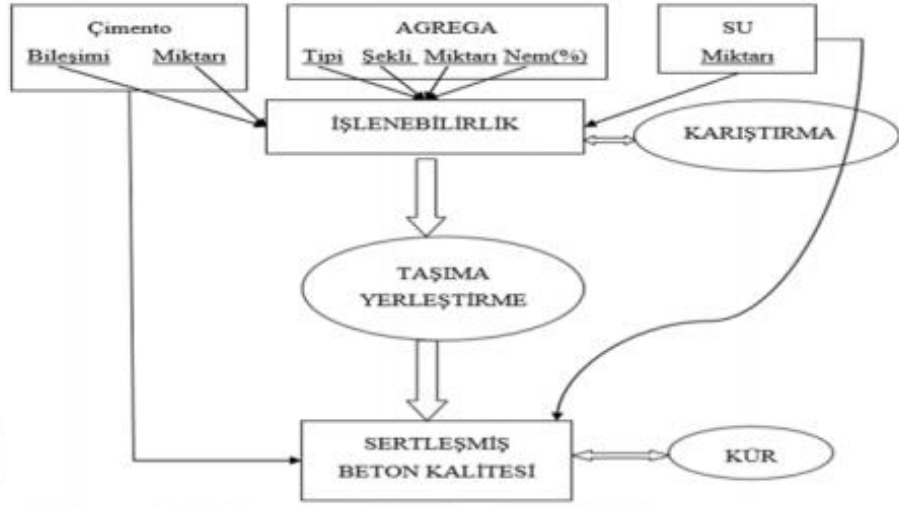 Çimento
Bileşimi Miktarı
AGREGA
Tipi Şekli Miktarı Nem(%)
SU
Miktarı
İŞLENEBİLİRLİK
KARIŞTIRMA
TAŞIMA
YERLEŞTİRME
SERTLEŞMİŞ
BETON KALİTESİ
KÜR